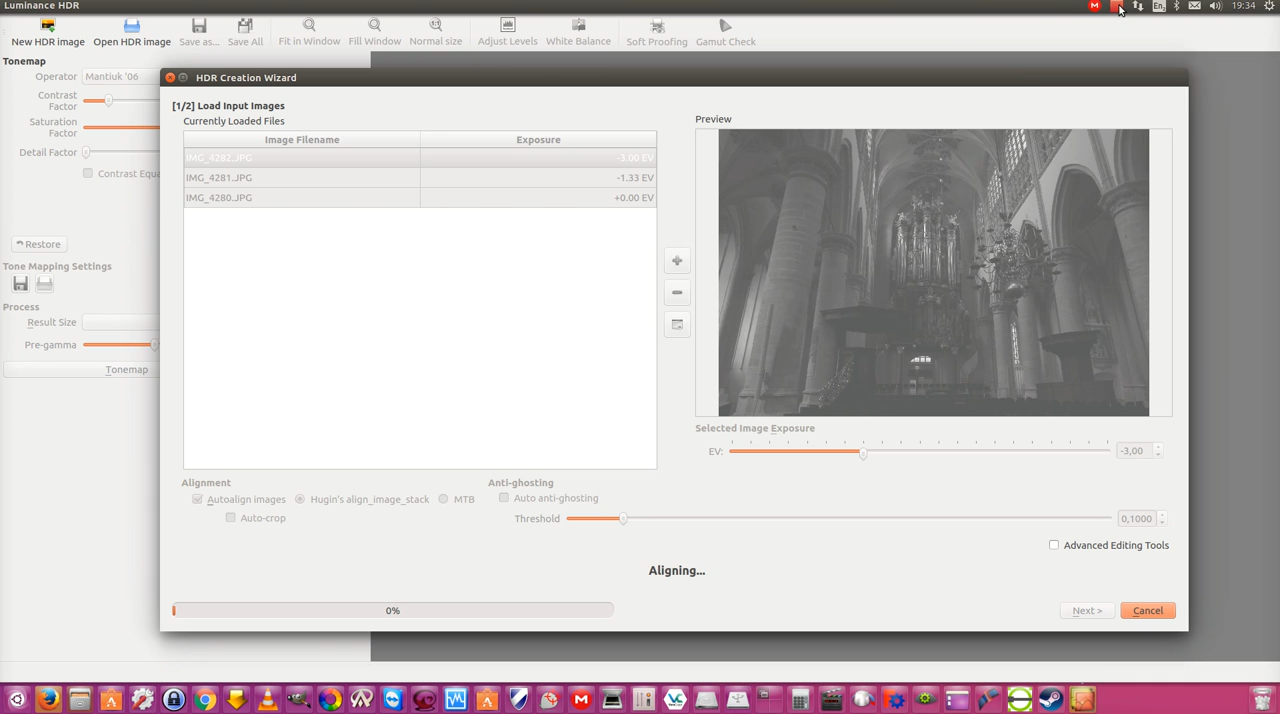 Luminance HDR
En2
19:34
New HDR image
Open HDR image
Save as...
Save All
Fit in Window
Fill Window
Normal size
Adjust Levels
White Balance
Soft Proofing
Gamut Check
Tonemap
Operator
Mantiuk '06
Contrast
Factor
Saturation
Factor
Detail Factor
Contrast Equa
Restore
Tone Mapping Settings
Process
Result Size
Pre-gamma
Tonemap
HDR Creation Wizard
[1/2] Load Input Images
Currently Loaded Files
Image Filename Exposure
IMG_4282.JPG -3.00 EV
IMG_4281.JPG -1.33 EV
IMG_4280.JPG +0.00 EV
Preview
Selected Image Exposure
EV: -3,00
Alignment
Autoalign images Hugin's align_image_stack MTB
Auto-crop
Anti-ghosting
Auto anti-ghosting
Threshold 0,1000
Advanced Editing Tools
Aligning...
0%
Next >
Cancel